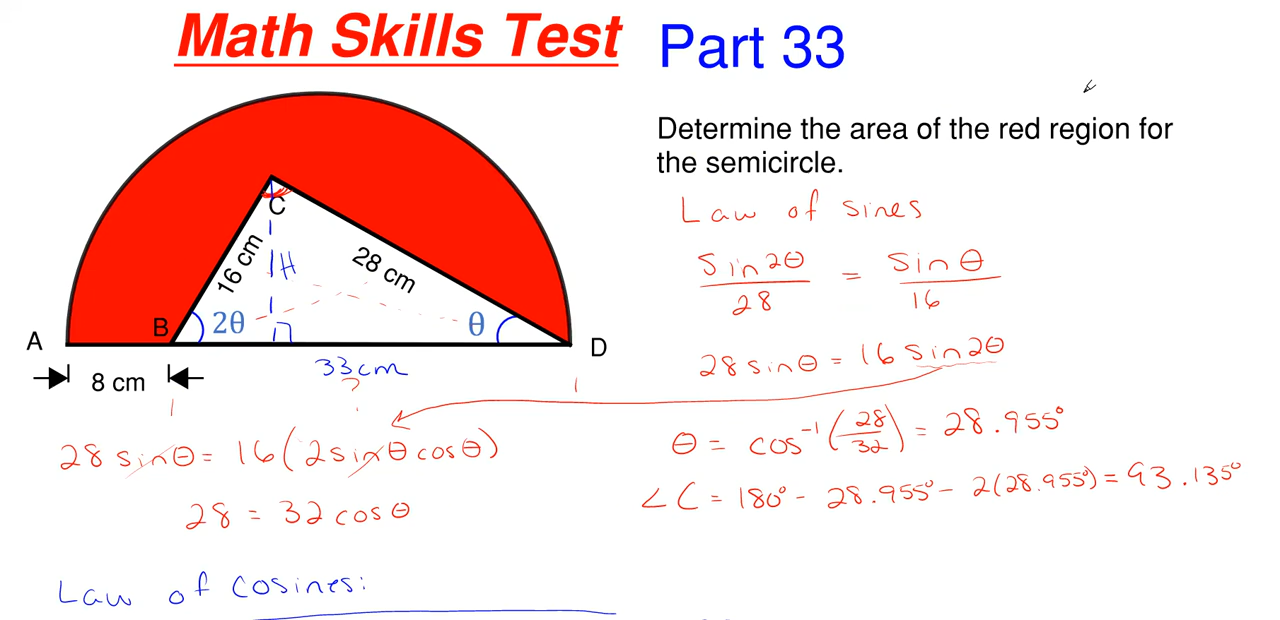 Math Skills Test Part 33
Determine the area of the red region for
the semicircle.
A
B
C
D
16 cm
28 cm
H
2θ
θ
8 cm
33cm
?
Law of sines
sin2θ/28 = sinθ/16
28 sinθ = 16 sin2θ
28 sinθ = 16(2sinθcosθ)
28 = 32 cosθ
θ = cos⁻¹(28/32) = 28.955°
∠C = 180° - 28.955° - 2(28.955°) = 93.135°
Law of cosines: